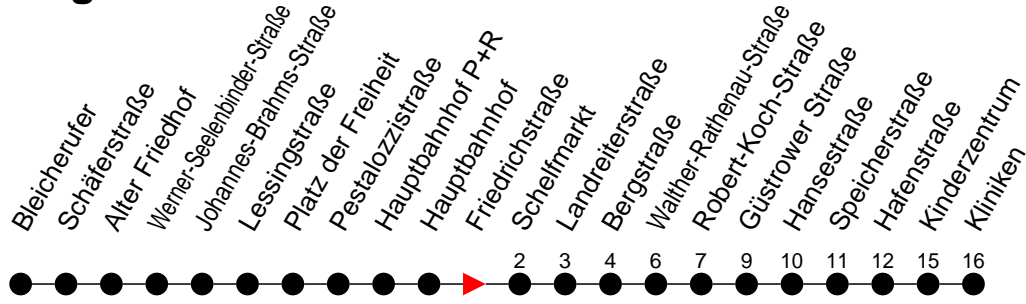 Bleicherufer
Schäferstraße
Alter Friedhof
Werner-Seelenbinder-Straße
Johannes-Brahms-Straße
Lessingstraße
Platz der Freiheit
Pestalozzistraße
Hauptbahnhof P+R
Hauptbahnhof
Friedrichstraße
Schelfmarkt
Landreiterstraße
Bergstraße
Walther-Rathenau-Straße
Robert-Koch-Straße
Güstrower Straße
Hansestraße
Speicherstraße
Hafenstraße
Kinderzentrum
Kliniken
2 3 4 6 7 9 10 11 12 15 16